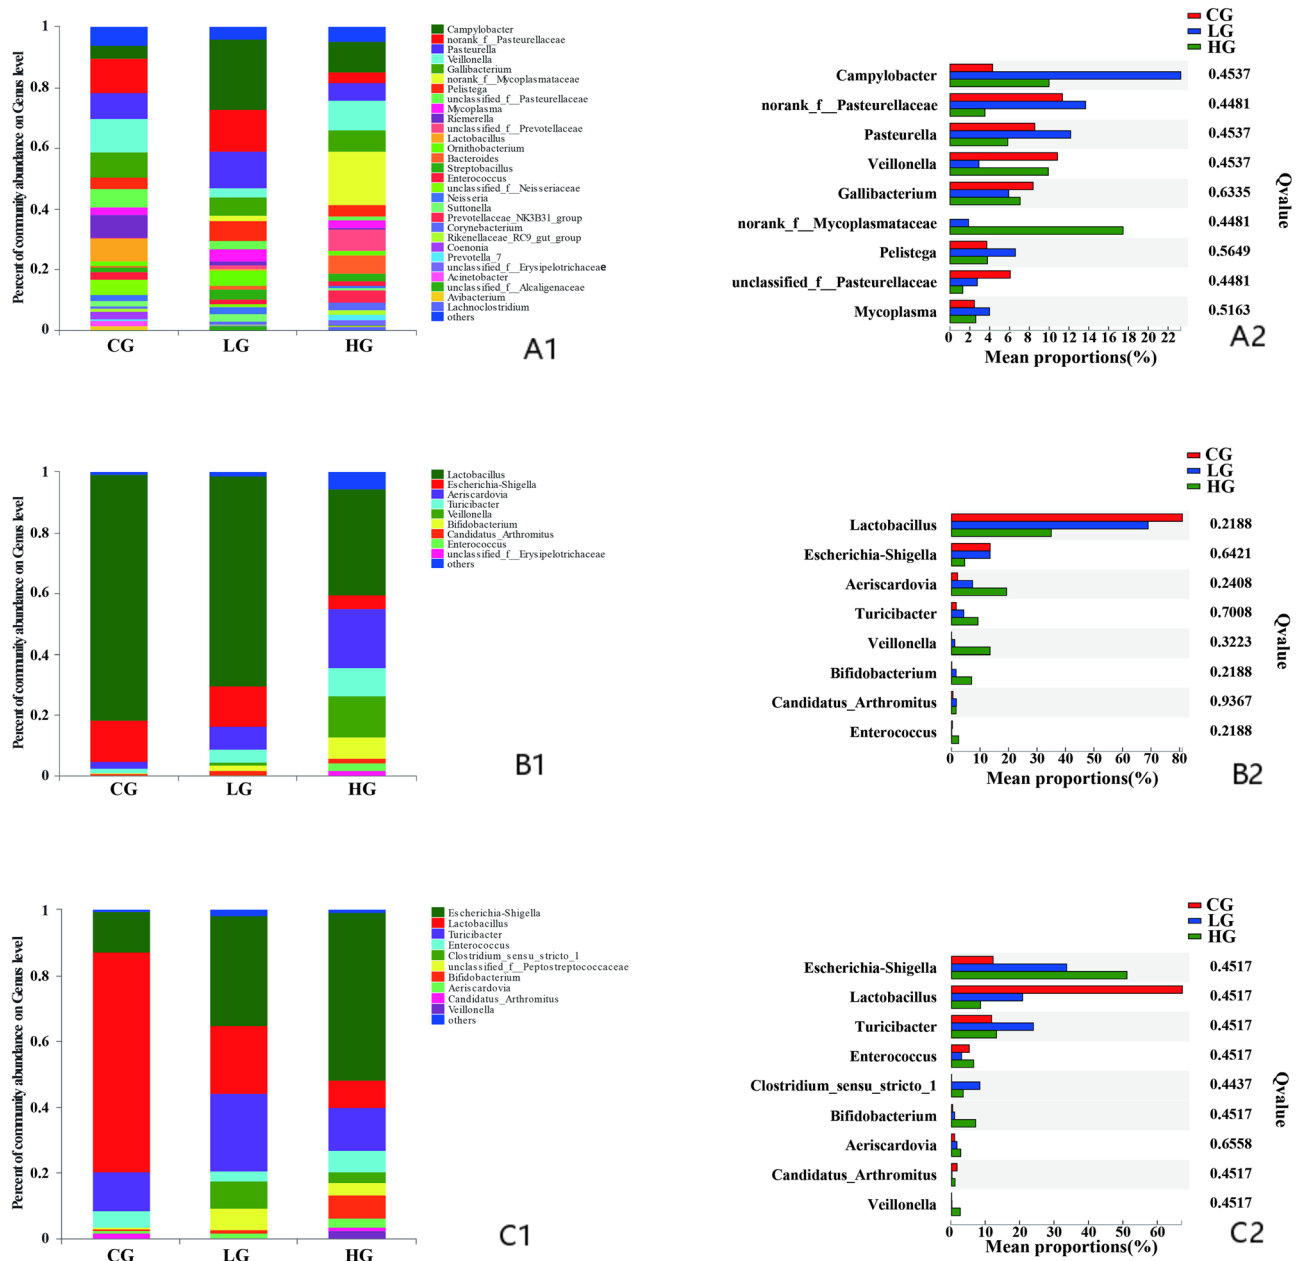 Percent of community abundance on Genus level
1
0.8
0.6
0.4
0.2
0
CG
LG
HG
Campylobacter
norank_f__Pasteurellaceae
Pasteurella
Veillonella
Gallibacterium
norank_f__Mycoplasmataceae
Pelistega
unclassified_f__Pasteurellaceae
Mycoplasma
Riemerella
unclassified_f__Prevotellaceae
Lactobacillus
Ornithobacterium
Bacteroides
Streptobacillus
Enterococcus
unclassified_f__Neisseriaceae
Neisseria
Suttonella
Prevotellaceae_NK3B31_group
Corynebacterium
Rikenellaceae_RC9_gut_group
Coenonia
Prevotella_7
unclassified_f__Erysipelotrichaceae
Acinetobacter
unclassified_f__Alcaligenaceae
Avibacterium
Lachnoclostridium
others
A1
CG
LG
HG
Campylobacter 0.4537
norank_f__Pasteurellaceae 0.4481
Pasteurella 0.4537
Veillonella 0.4537
Gallibacterium 0.6335
norank_f__Mycoplasmataceae 0.4481
Pelistega 0.5649
unclassified_f__Pasteurellaceae 0.4481
Mycoplasma 0.5163
Qvalue
0 2 4 6 8 10 12 14 16 18 20 22
Mean proportions(%)
A2
Percent of community abundance on Genus level
1
0.8
0.6
0.4
0.2
0
CG
LG
HG
Lactobacillus
Escherichia-Shigella
Aeriscardovia
Turicibacter
Veillonella
Bifidobacterium
Candidatus_Arthromitus
Enterococcus
unclassified_f__Erysipelotrichaceae
others
B1
CG
LG
HG
Lactobacillus 0.2188
Escherichia-Shigella 0.6421
Aeriscardovia 0.2408
Turicibacter 0.7008
Veillonella 0.3223
Bifidobacterium 0.2188
Candidatus_Arthromitus 0.9367
Enterococcus 0.2188
Qvalue
0 10 20 30 40 50 60 70 80
Mean proportions(%)
B2
Percent of community abundance on Genus level
1
0.8
0.6
0.4
0.2
0
CG
LG
HG
Escherichia-Shigella
Lactobacillus
Turicibacter
Enterococcus
Clostridium_sensu_stricto_1
unclassified_f__Peptostreptococcaceae
Bifidobacterium
Aeriscardovia
Candidatus_Arthromitus
Veillonella
others
C1
CG
LG
HG
Escherichia-Shigella 0.4517
Lactobacillus 0.4517
Turicibacter 0.4517
Enterococcus 0.4517
Clostridium_sensu_stricto_1 0.4437
Bifidobacterium 0.4517
Aeriscardovia 0.6558
Candidatus_Arthromitus 0.4517
Veillonella 0.4517
Qvalue
0 10 20 30 40 50 60
Mean proportions(%)
C2